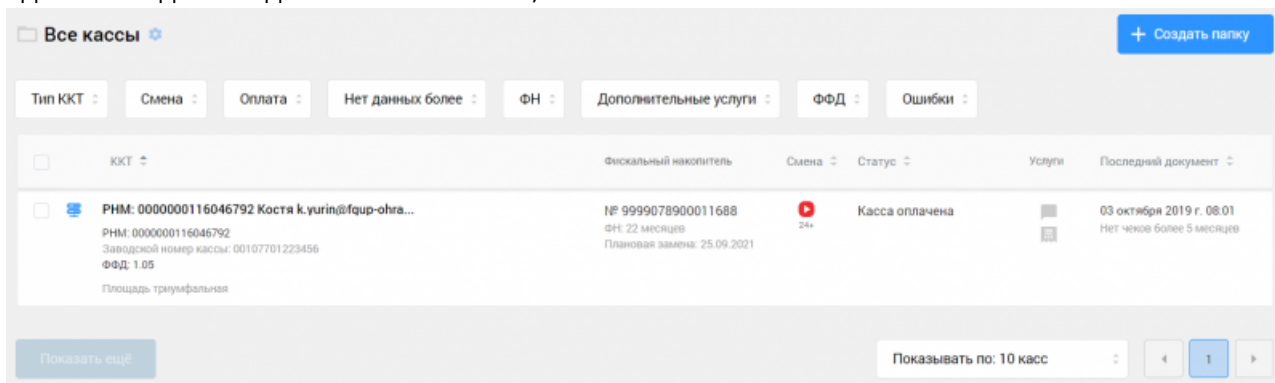 Все кассы
+ Создать папку
Тип ККТ Смена Оплата Нет данных более ФН Дополнительные услуги ФФД Ошибки
ККТ Фискальный накопитель Смена Статус Услуги Последний документ
РНМ: 0000000116046792 Костя k.yurin@fqup-ohra... № 9999078900011688 Касса оплачена 03 октября 2019 г. 08:01
РНМ: 0000000116046792 ФН: 22 месяцев 24+ Нет чеков более 5 месяцев
Заводской номер кассы: 00107701223456 Плановая замена: 25.09.2021
ФФД: 1.05
Площадь триумфальная
Показать ещё Показывать по: 10 касс 1